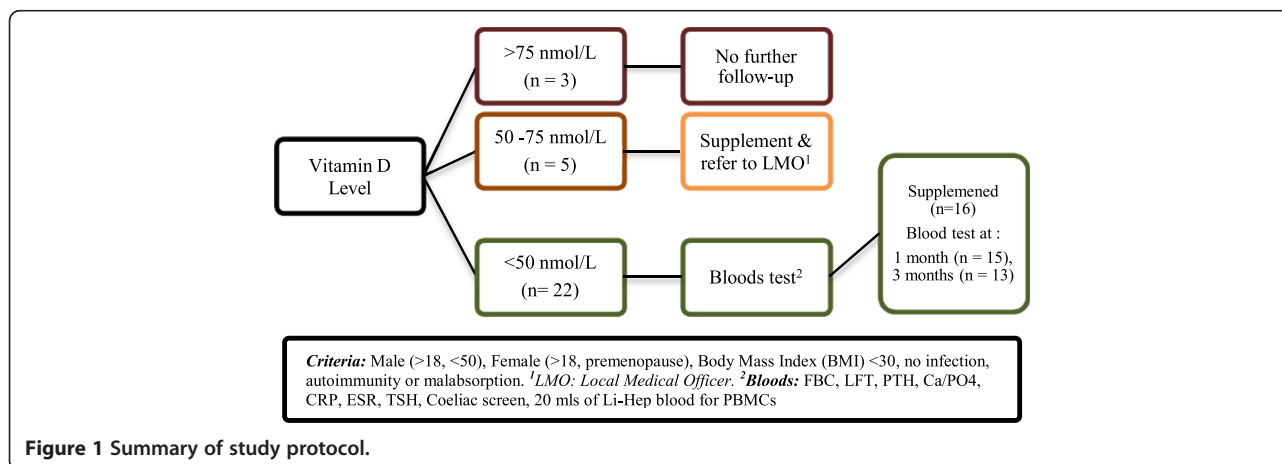 >75 nmol/L
(n = 3)
No further
follow-up
50 -75 nmol/L
(n = 5)
Supplement &
refer to LMO¹
Vitamin D
Level
<50 nmol/L
(n= 22)
Bloods test²
Supplemened
(n=16)
Blood test at :
1 month (n = 15),
3 months (n = 13)
Criteria: Male (>18, <50), Female (>18, premenopause), Body Mass Index (BMI) <30, no infection,
autoimmunity or malabsorption. ¹LMO: Local Medical Officer. ²Bloods: FBC, LFT, PTH, Ca/PO4,
CRP, ESR, TSH, Coeliac screen, 20 mls of Li-Hep blood for PBMCs
Figure 1 Summary of study protocol.